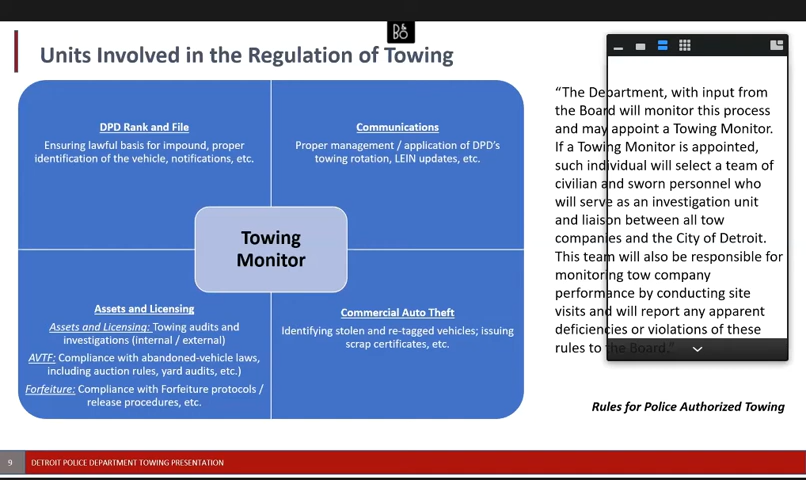 D&BO
Units Involved in the Regulation of Towing
DPD Rank and File
Ensuring lawful basis for impound, proper
identification of the vehicle, notifications, etc.
Communications
Proper management / application of DPD's
towing rotation, LEIN updates, etc.
Towing
Monitor
Assets and Licensing
Assets and Licensing: Towing audits and
investigations (internal / external)
AVTF: Compliance with abandoned-vehicle laws,
including auction rules, yard audits, etc.)
Forfeiture: Compliance with Forfeiture protocols /
release procedures, etc.
Commercial Auto Theft
Identifying stolen and re-tagged vehicles; issuing
scrap certificates, etc.
“The Department, with input from
the Board will monitor this process
and may appoint a Towing Monitor.
If a Towing Monitor is appointed,
such individual will select a team of
civilian and sworn personnel who
will serve as an investigation unit
and liaison between all tow
companies and the City of Detroit.
This team will also be responsible for
monitoring tow company
performance by conducting site
visits and will report any apparent
deficiencies or violations of these
rules to the Board.”
Rules for Police Authorized Towing
9 DETROIT POLICE DEPARTMENT TOWING PRESENTATION